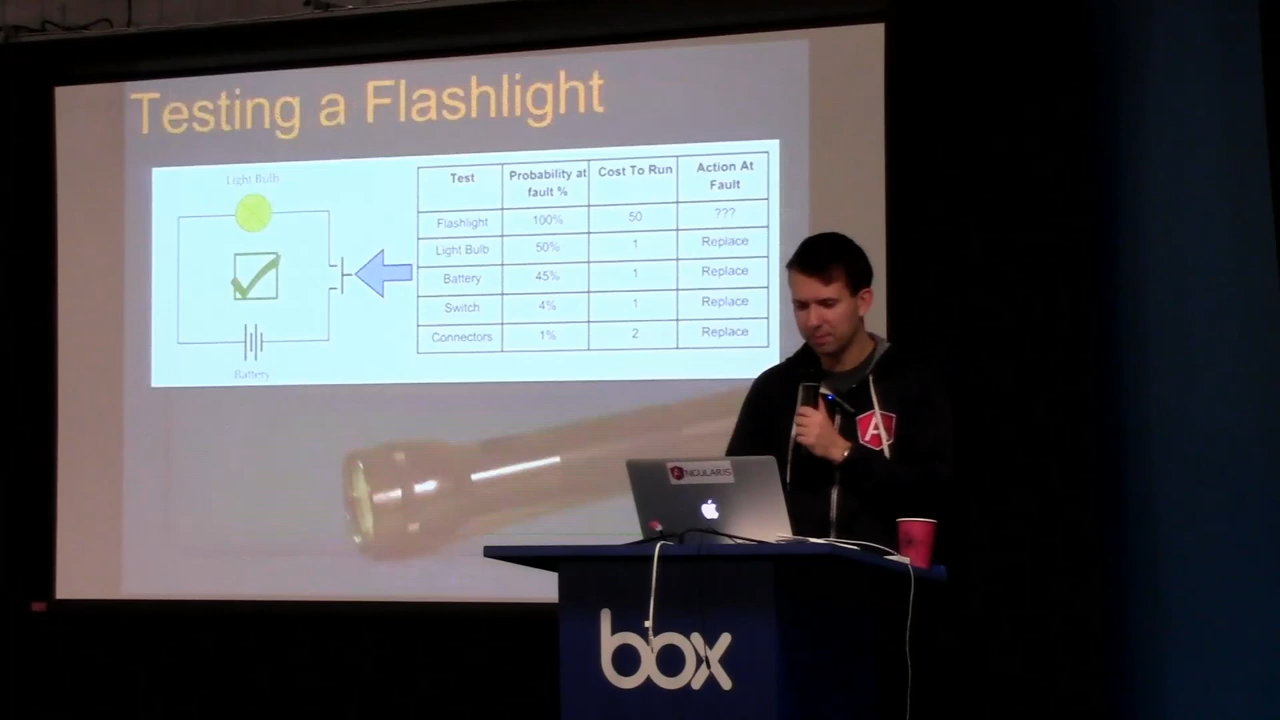 Testing a Flashlight
Light Bulb
Battery
Test Probability at fault % Cost To Run Action At Fault
Flashlight 100% 50 ???
Light Bulb 50% 1 Replace
Battery 45% 1 Replace
Switch 4% 1 Replace
Connectors 1% 2 Replace
A
ANGULARJS
box